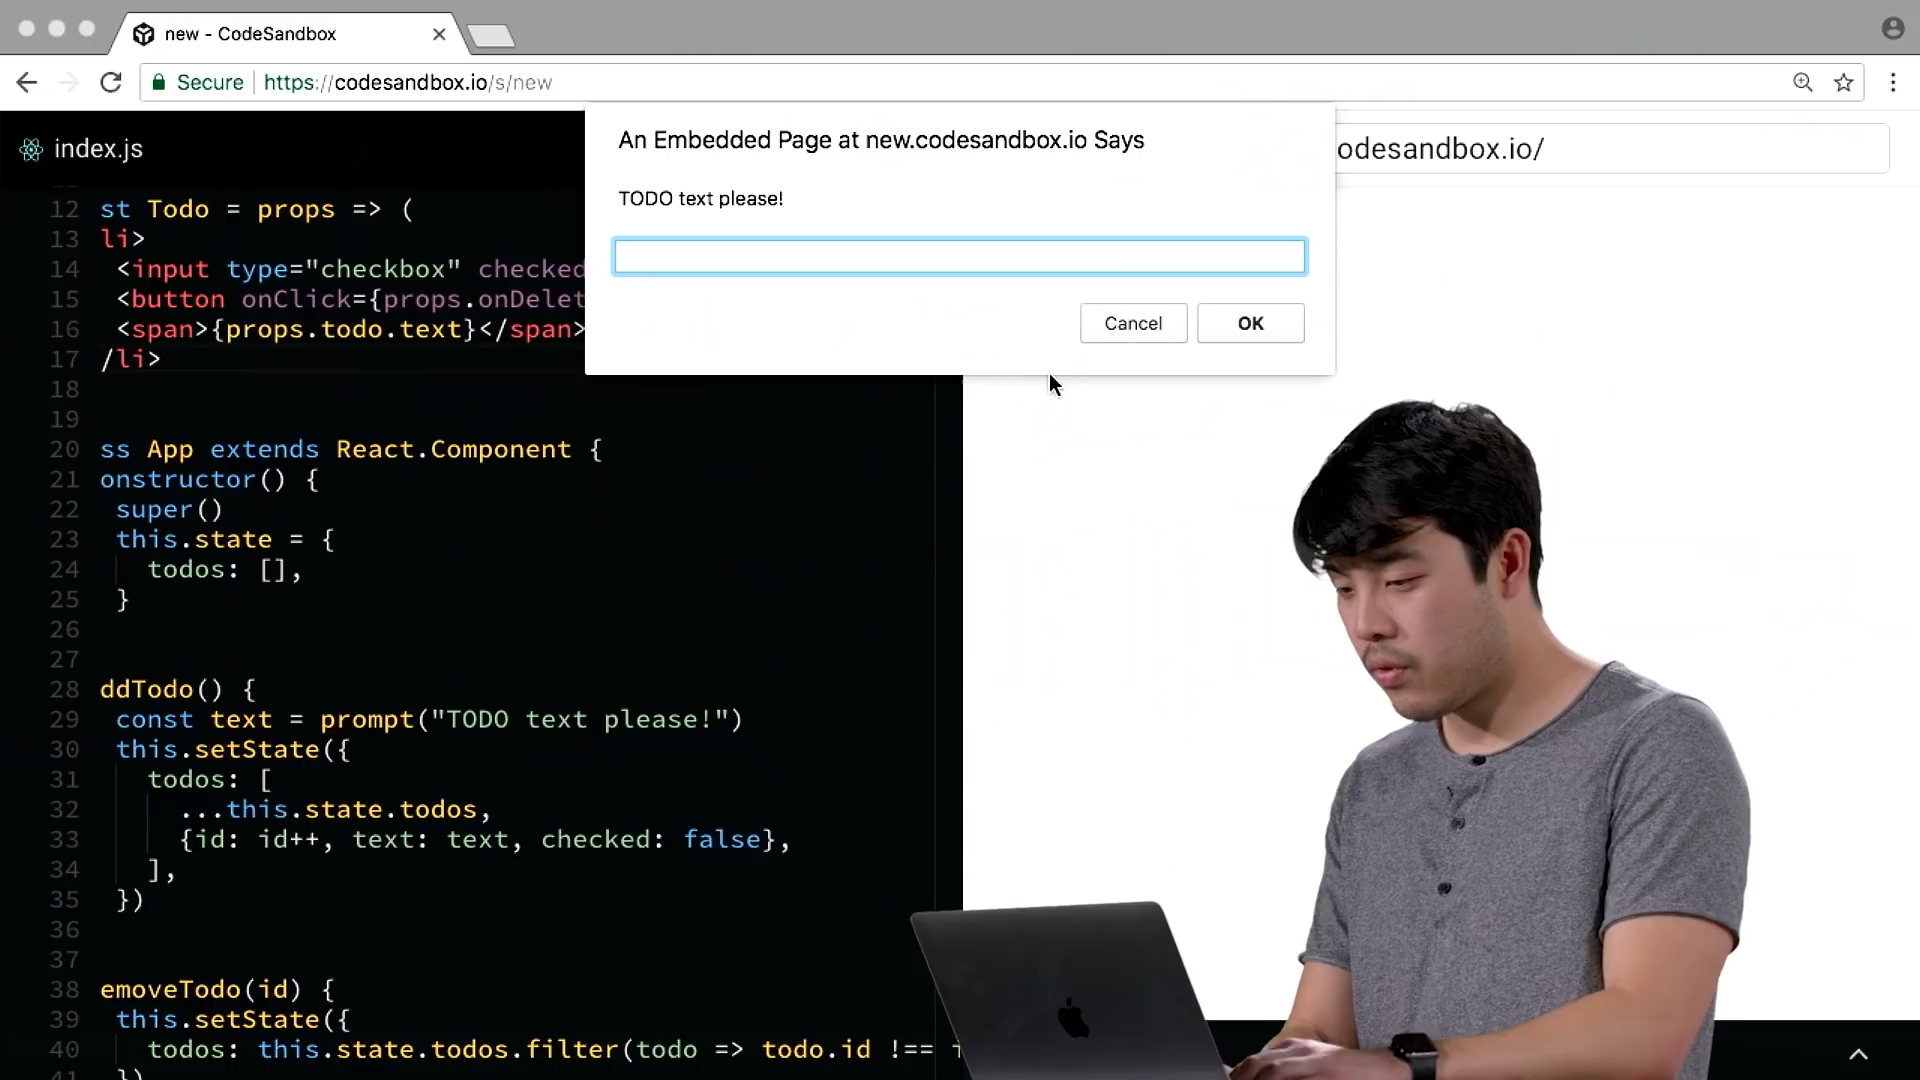 new - CodeSandbox
Secure https://codesandbox.io/s/new
index.js
odesandbox.io/
An Embedded Page at new.codesandbox.io Says
TODO text please!
Cancel OK
12 st Todo = props => (
13 li>
14 <input type="checkbox" checked
15 <button onClick={props.onDelet
16 <span>{props.todo.text}</span>
17 /li>
18
19
20 ss App extends React.Component {
21 onstructor() {
22 super()
23 this.state = {
24 todos: [],
25 }
26
27
28 ddTodo() {
29 const text = prompt("TODO text please!")
30 this.setState({
31 todos: [
32 ...this.state.todos,
33 {id: id++, text: text, checked: false},
34 ],
35 })
36
37
38 emoveTodo(id) {
39 this.setState({
40 todos: this.state.todos.filter(todo => todo.id !==
41 })